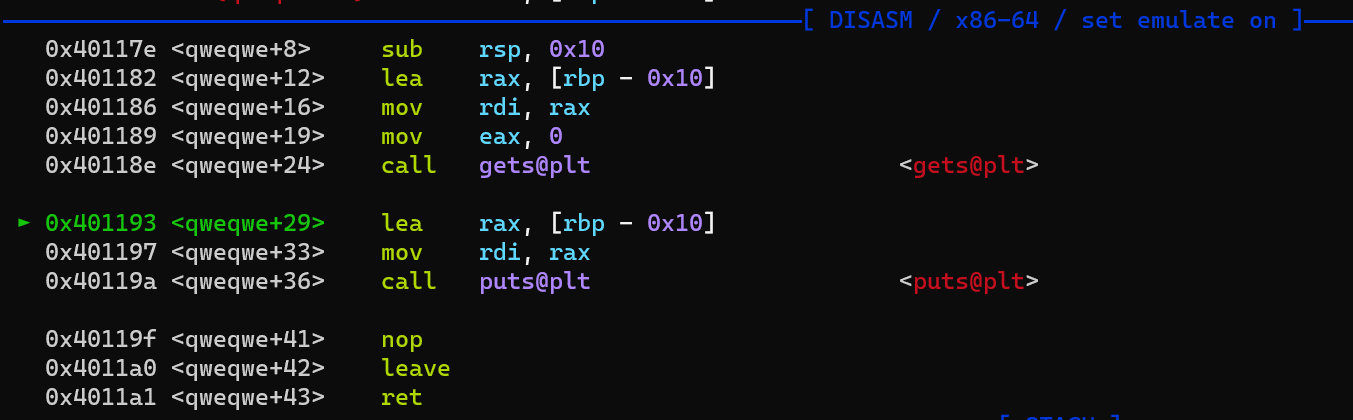 [ DISASM / x86-64 / set emulate on ]
0x40117e <qweqwe+8>     sub    rsp, 0x10
0x401182 <qweqwe+12>    lea    rax, [rbp - 0x10]
0x401186 <qweqwe+16>    mov    rdi, rax
0x401189 <qweqwe+19>    mov    eax, 0
0x40118e <qweqwe+24>    call   gets@plt                      <gets@plt>
► 0x401193 <qweqwe+29>    lea    rax, [rbp - 0x10]
0x401197 <qweqwe+33>    mov    rdi, rax
0x40119a <qweqwe+36>    call   puts@plt                      <puts@plt>
0x40119f <qweqwe+41>    nop
0x4011a0 <qweqwe+42>    leave
0x4011a1 <qweqwe+43>    ret